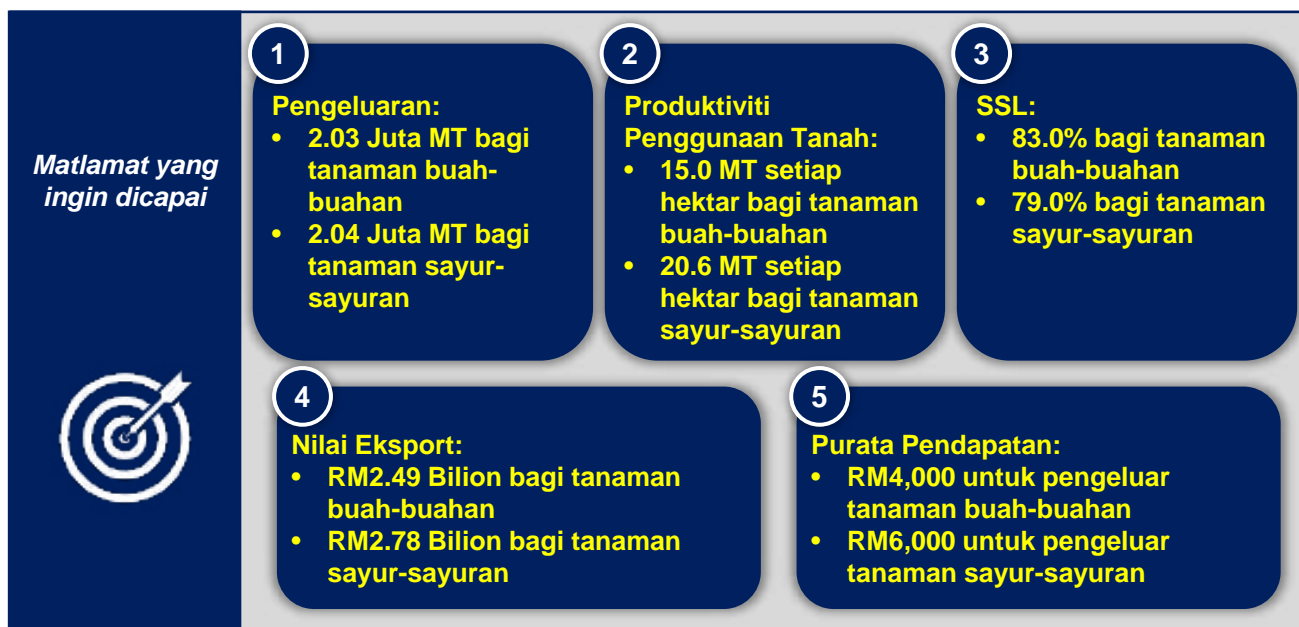 Matlamat yang
ingin dicapai
1
Pengeluaran:
• 2.03 Juta MT bagi
tanaman buah-
buahan
• 2.04 Juta MT bagi
tanaman sayur-
sayuran
2
Produktiviti
Penggunaan Tanah:
• 15.0 MT setiap
hektar bagi tanaman
buah-buahan
• 20.6 MT setiap
hektar bagi tanaman
sayur-sayuran
3
SSL:
• 83.0% bagi tanaman
buah-buahan
• 79.0% bagi tanaman
sayur-sayuran
4
Nilai Eksport:
• RM2.49 Bilion bagi tanaman
buah-buahan
• RM2.78 Bilion bagi tanaman
sayur-sayuran
5
Purata Pendapatan:
• RM4,000 untuk pengeluar
tanaman buah-buahan
• RM6,000 untuk pengeluar
tanaman sayur-sayuran